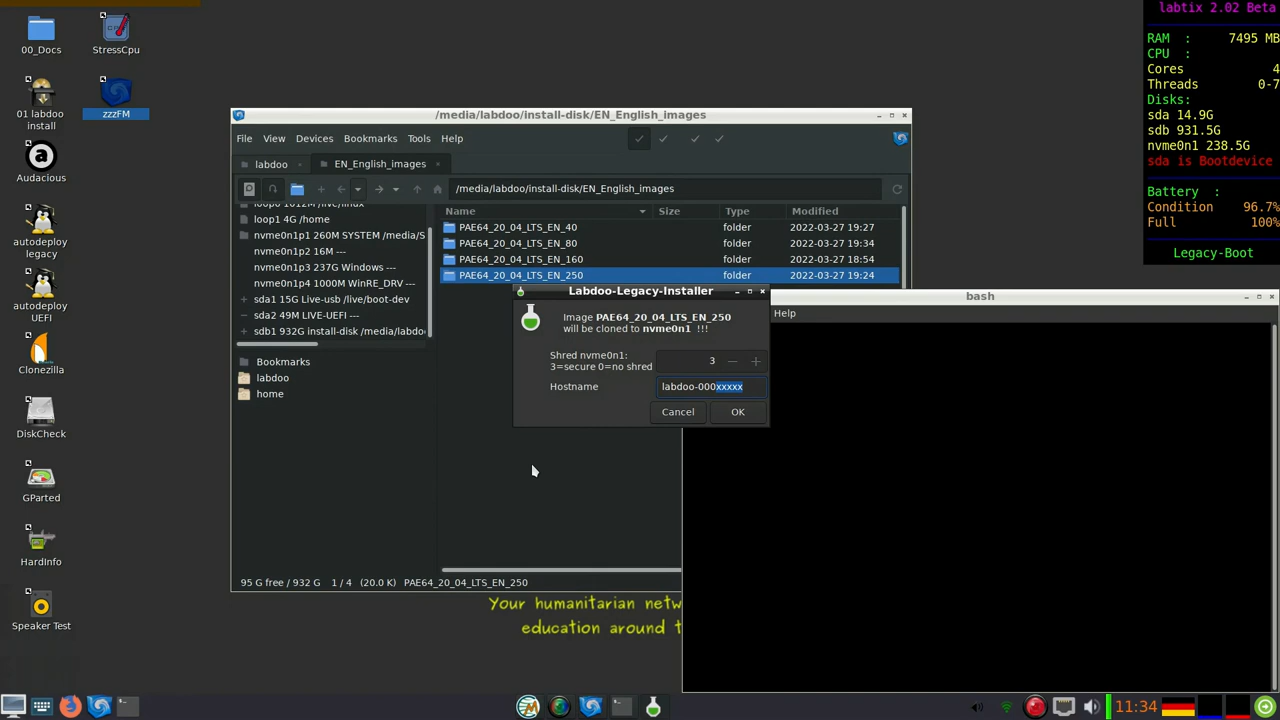 labtix 2.02 Beta
RAM : 7495 MB
CPU :
Cores 4
Threads 0-7
Disks:
sda 14.9G
sdb 931.5G
nvme0n1 238.5G
sda is Bootdevice
Battery :
Condition 96.7%
Full 100%
Legacy-Boot
00_Docs
StressCpu
01 labdoo
install
zzzFM
Audacious
autodeploy
legacy
autodeploy
UEFI
Clonezilla
DiskCheck
GParted
HardInfo
Speaker Test
/media/labdoo/install-disk/EN_English_images
File View Devices Bookmarks Tools Help
labdoo
EN_English_images
/media/labdoo/install-disk/EN_English_images
loop1 4G /home
nvme0n1p1 260M SYSTEM /media/S
nvme0n1p2 16M ---
nvme0n1p3 237G Windows ---
nvme0n1p4 1000M WinRE_DRV ---
sda1 15G Live-usb /live/boot-dev
sda2 49M LIVE-UEFI ---
sdb1 932G install-disk /media/labdo
Bookmarks
labdoo
home
Name Size Type Modified
PAE64_20_04_LTS_EN_40 folder 2022-03-27 19:27
PAE64_20_04_LTS_EN_80 folder 2022-03-27 19:34
PAE64_20_04_LTS_EN_160 folder 2022-03-27 18:54
PAE64_20_04_LTS_EN_250 folder 2022-03-27 19:24
95 G free / 932 G 1 / 4 (20.0 K) PAE64_20_04_LTS_EN_250
Labdoo-Legacy-Installer
Image PAE64_20_04_LTS_EN_250
will be cloned to nvme0n1 !!!
Shred nvme0n1:
3=secure 0=no shred
3
Hostname
labdoo-000xxxxx
Cancel
OK
bash
Help
Your humanitarian netw
education around t
11:34